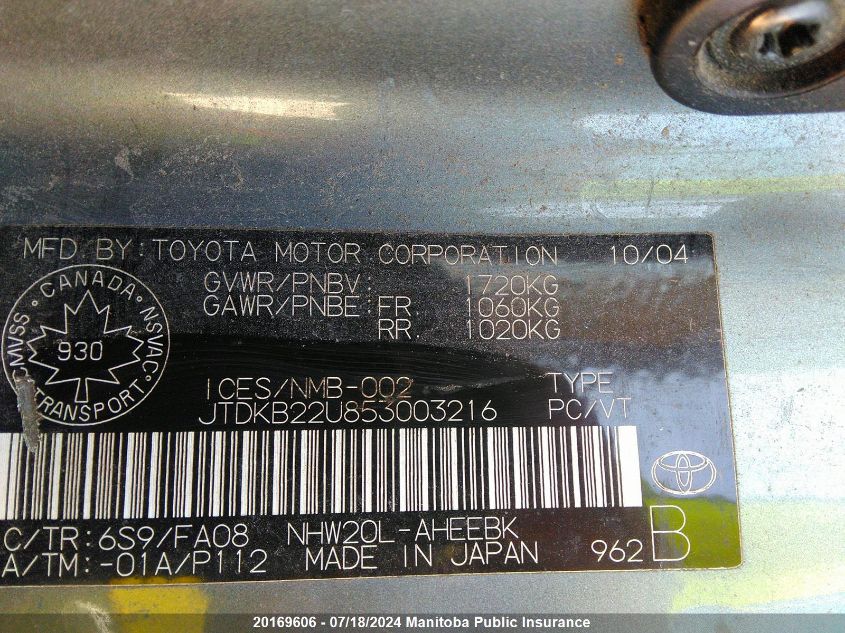 MFD BY: TOYOTA MOTOR CORPORATION 10/04
GVWR/PNBV 1720KG
GAWR/PNBE FR 1060KG
RR 1020KG
CANADA
CMVSS NSVAC
930
TRANSPORT
ICES/NMB-002 TYPE
JTDKB22U853003216 PC/VT
C/TR: 6S9/FA08 NHW20L-AHEEBK
A/TM: -01A/P112 MADE IN JAPAN 962 B
20169606 - 07/18/2024 Manitoba Public Insurance